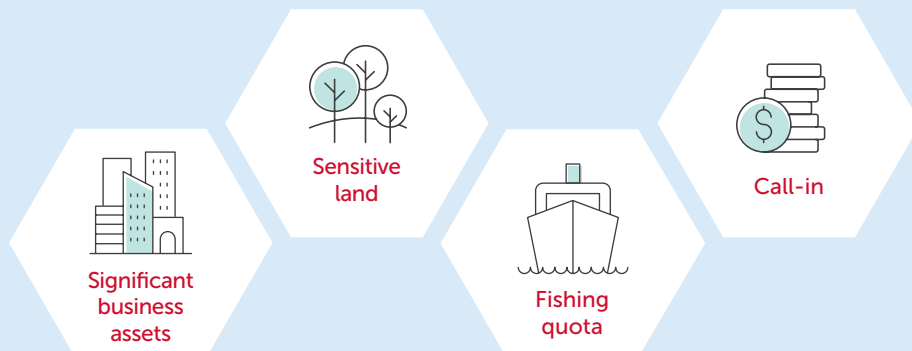 Significant
business
assets
Sensitive
land
Fishing
quota
$
Call-in